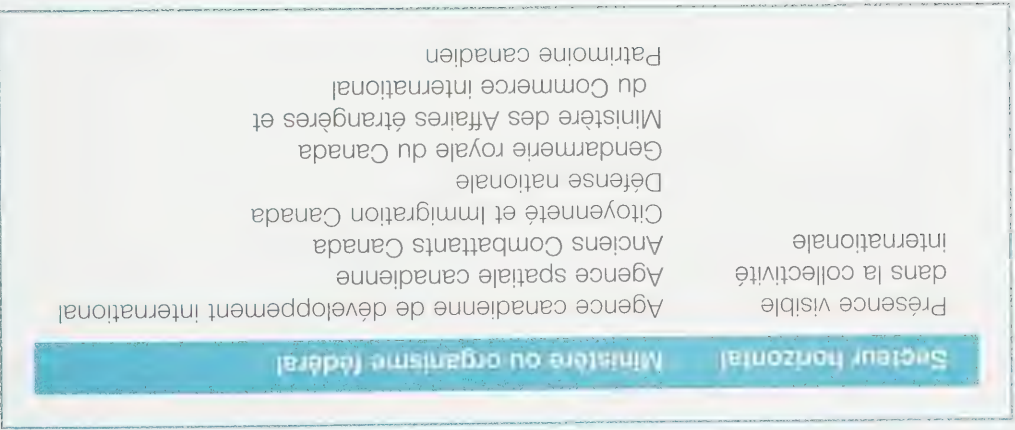 Secteur horizontal Ministère ou organisme fédéral
Présence visible Agence canadienne de développement international
dans la collectivité Agence spatiale canadienne
internationale Anciens Combattants Canada
Citoyenneté et Immigration Canada
Défense nationale
Gendarmerie royale du Canada
Ministère des Affaires étrangères et
du Commerce international
Patrimoine canadien